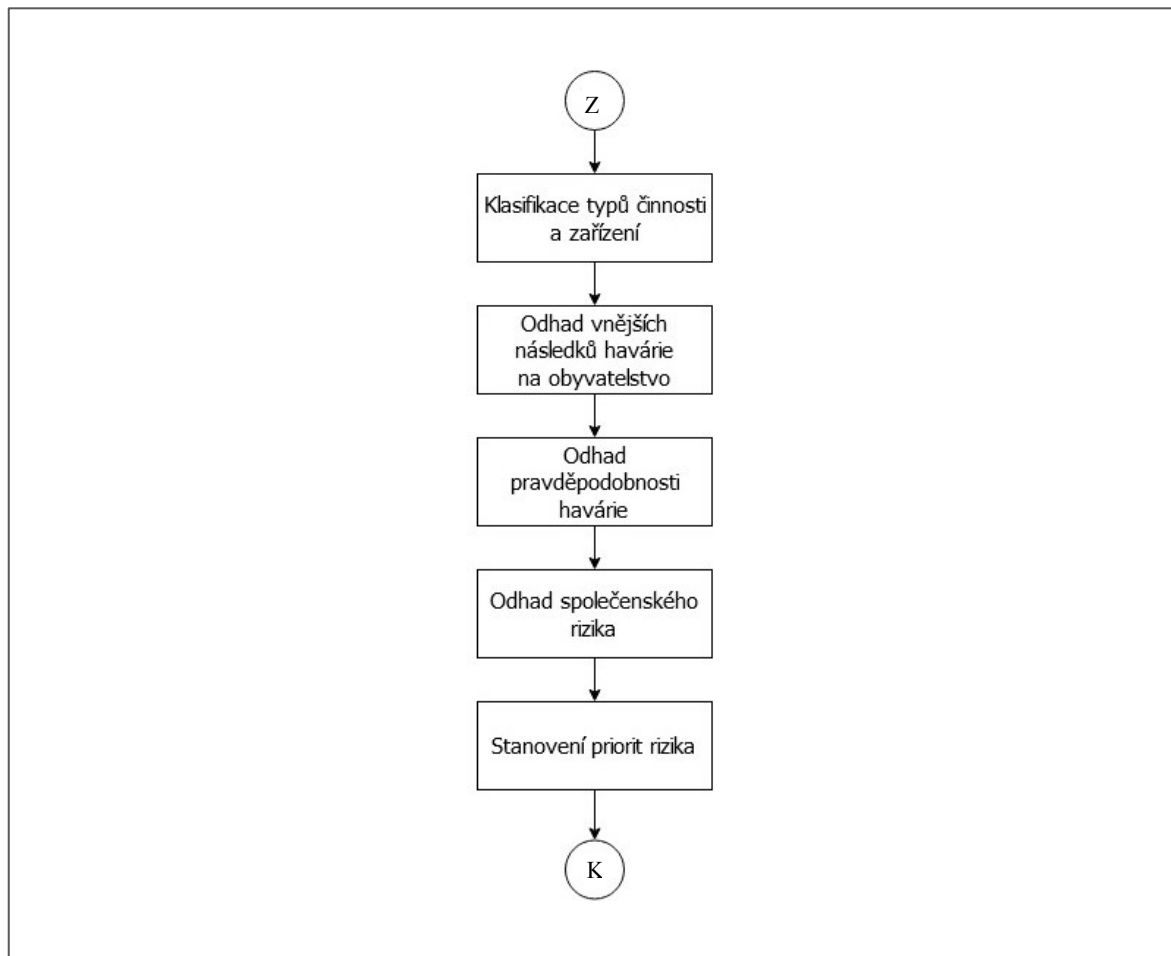 Z
Klasifikace typů činnosti
a zařízení
Odhad vnějších
následků havárie
na obyvatelstvo
Odhad
pravděpodobnosti
havárie
Odhad společenského
rizika
Stanovení priorit rizika
K